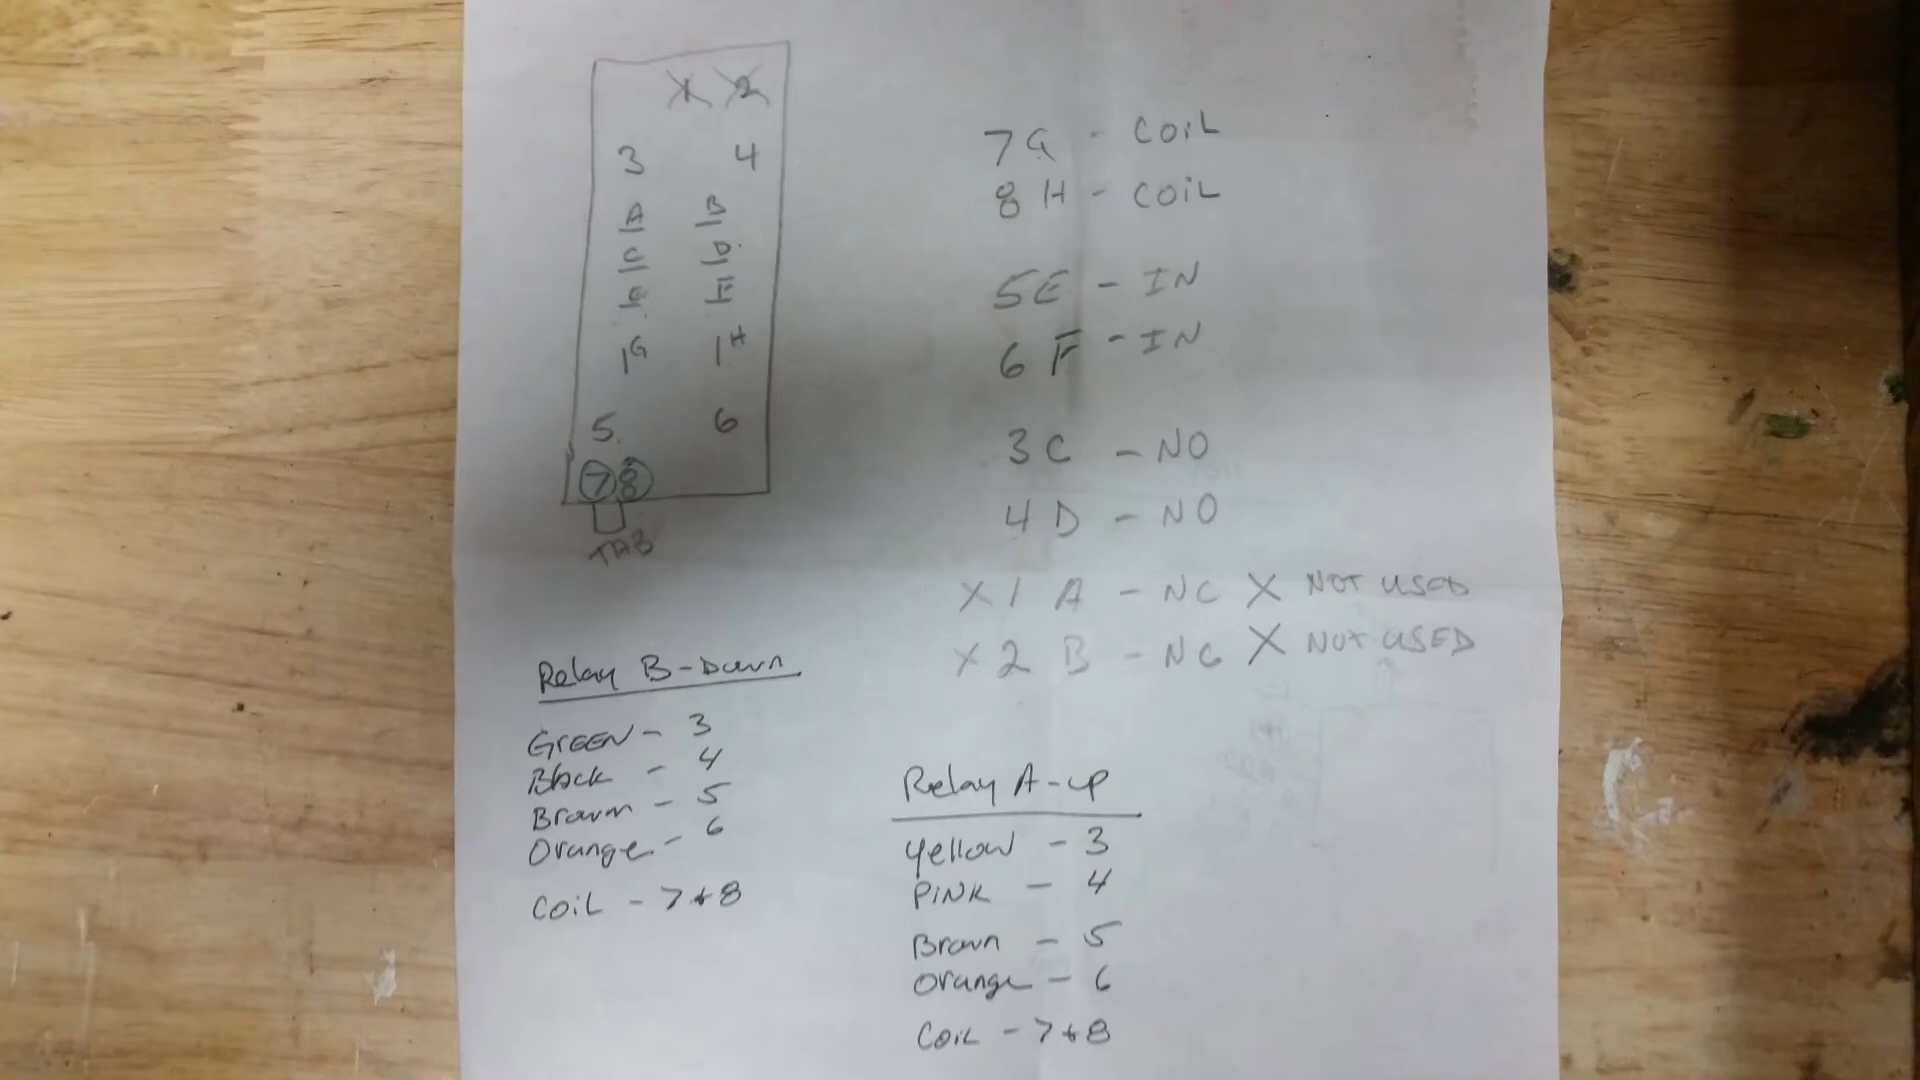 1 2
3 4
A B
C D
E F
G H
5 6
7 8
TAB
7G - COIL
8H - COIL
5E - IN
6F - IN
3C - NO
4D - NO
X 1 A - NC X NOT USED
X 2 B - NC X NOT USED
Relay B-Down
GREEN - 3
Black - 4
Brown - 5
Orange - 6
COIL - 7+8
Relay A-up
Yellow - 3
PINK - 4
Brown - 5
Orange - 6
COIL - 7+8